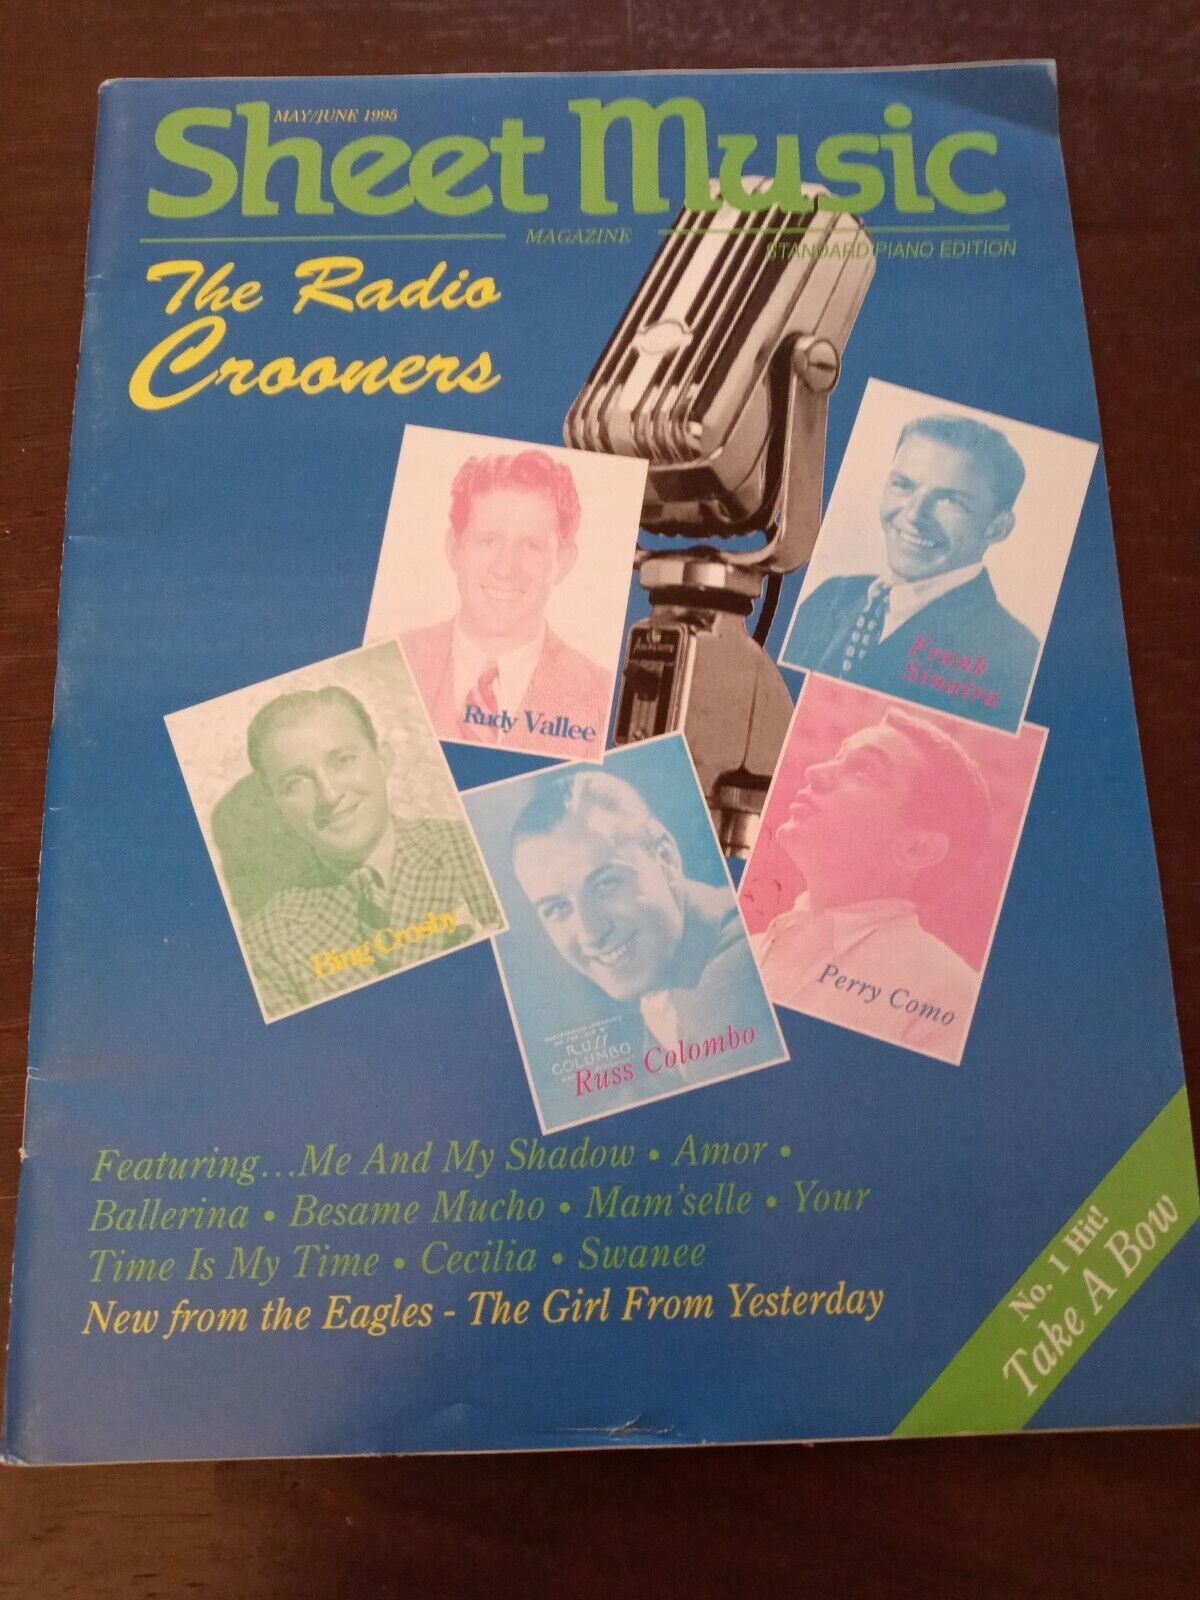 MAY/JUNE 1995
Sheet Music
MAGAZINE
STANDARD PIANO EDITION
The Radio
Crooners
Frank
Sinatra
Rudy Vallee
Bing Crosby
Perry Como
RUSS
COLUMBO
Russ Colombo
Featuring...Me And My Shadow • Amor •
Ballerina • Besame Mucho • Mam'selle • Your
Time Is My Time • Cecilia • Swanee
New from the Eagles - The Girl From Yesterday
No. 1 Hit!
Take A Bow